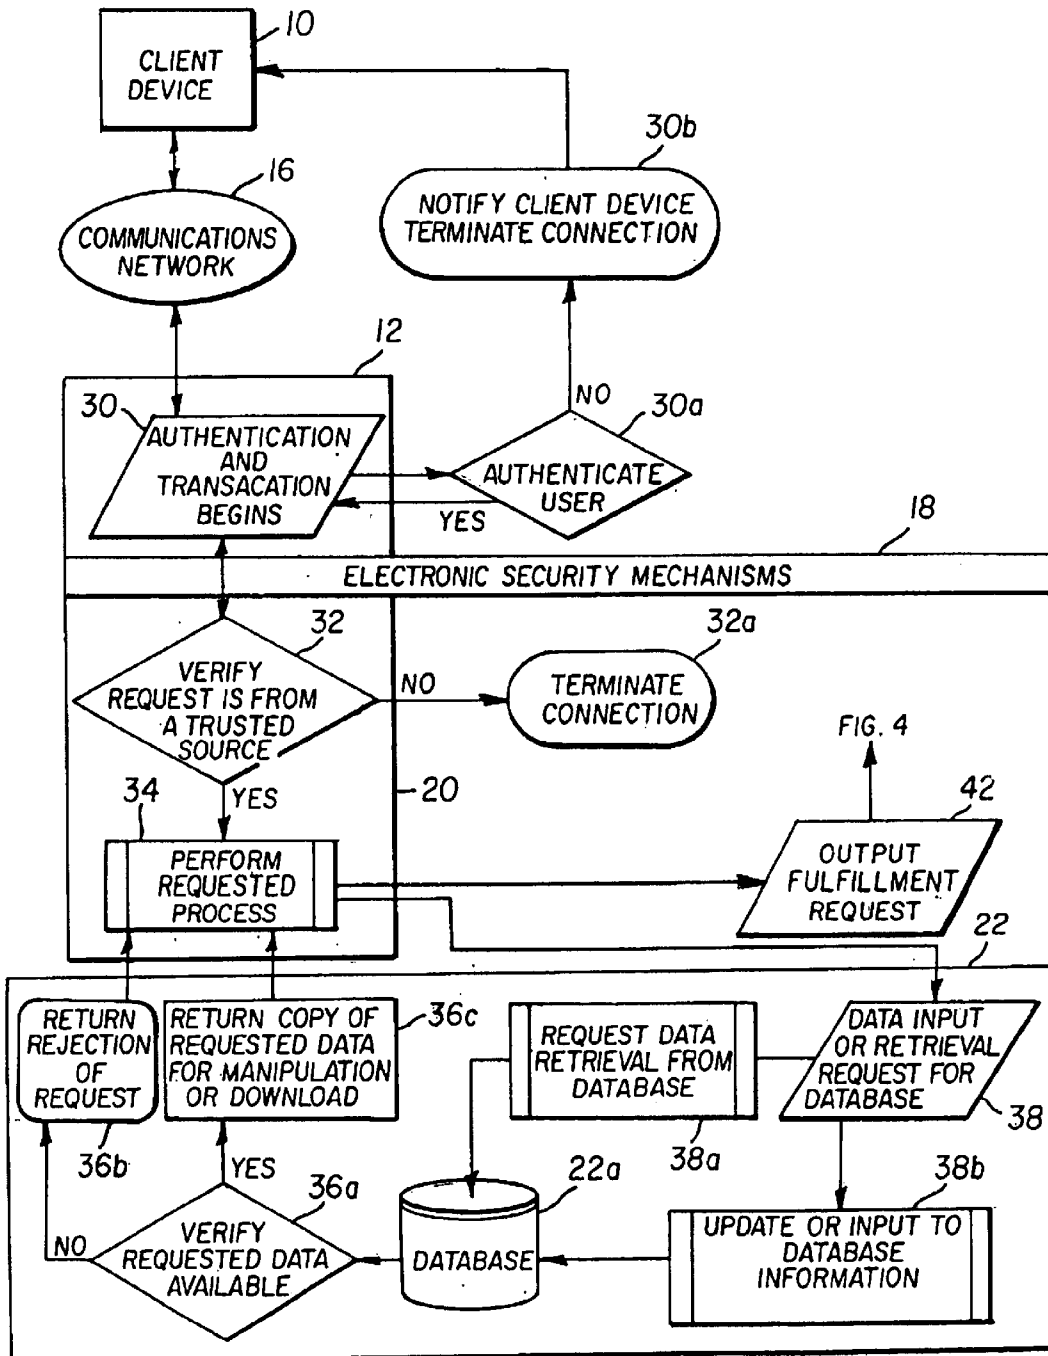 10
CLIENT
DEVICE
30b
16
NOTIFY CLIENT DEVICE
TERMINATE CONNECTION
COMMUNICATIONS
NETWORK
12
NO
30
30a
AUTHENTICATION
AND
TRANSACATION
BEGINS
AUTHENTICATE
USER
YES
18
ELECTRONIC SECURITY MECHANISMS
32
32a
VERIFY
REQUEST IS FROM
A TRUSTED
SOURCE
NO
TERMINATE
CONNECTION
FIG. 4
34
YES
20
42
PERFORM
REQUESTED
PROCESS
OUTPUT
FULFILLMENT
REQUEST
22
RETURN
REJECTION
OF
REQUEST
RETURN COPY OF
REQUESTED DATA
FOR MANIPULATION
OR DOWNLOAD
36c
REQUEST DATA
RETRIEVAL FROM
DATABASE
DATA INPUT
OR RETRIEVAL
REQUEST FOR
DATABASE
38
36b
YES
36a
22a
38a
38b
NO
VERIFY
REQUESTED DATA
AVAILABLE
DATABASE
UPDATE OR INPUT TO
DATABASE
INFORMATION